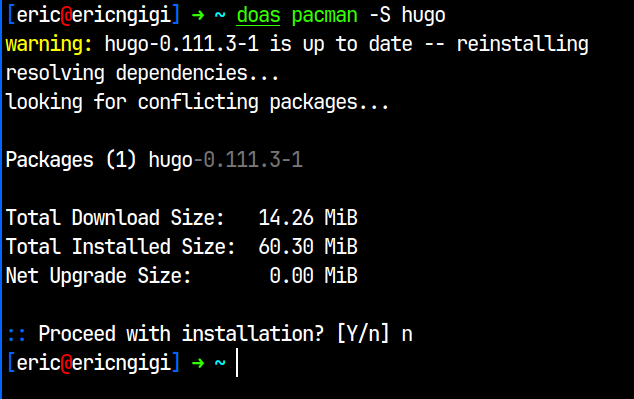 [eric@ericngigi] ➜ ~ doas pacman -S hugo
warning: hugo-0.111.3-1 is up to date -- reinstalling
resolving dependencies...
looking for conflicting packages...
Packages (1) hugo-0.111.3-1
Total Download Size:   14.26 MiB
Total Installed Size:  60.30 MiB
Net Upgrade Size:       0.00 MiB
:: Proceed with installation? [Y/n] n
[eric@ericngigi] ➜ ~